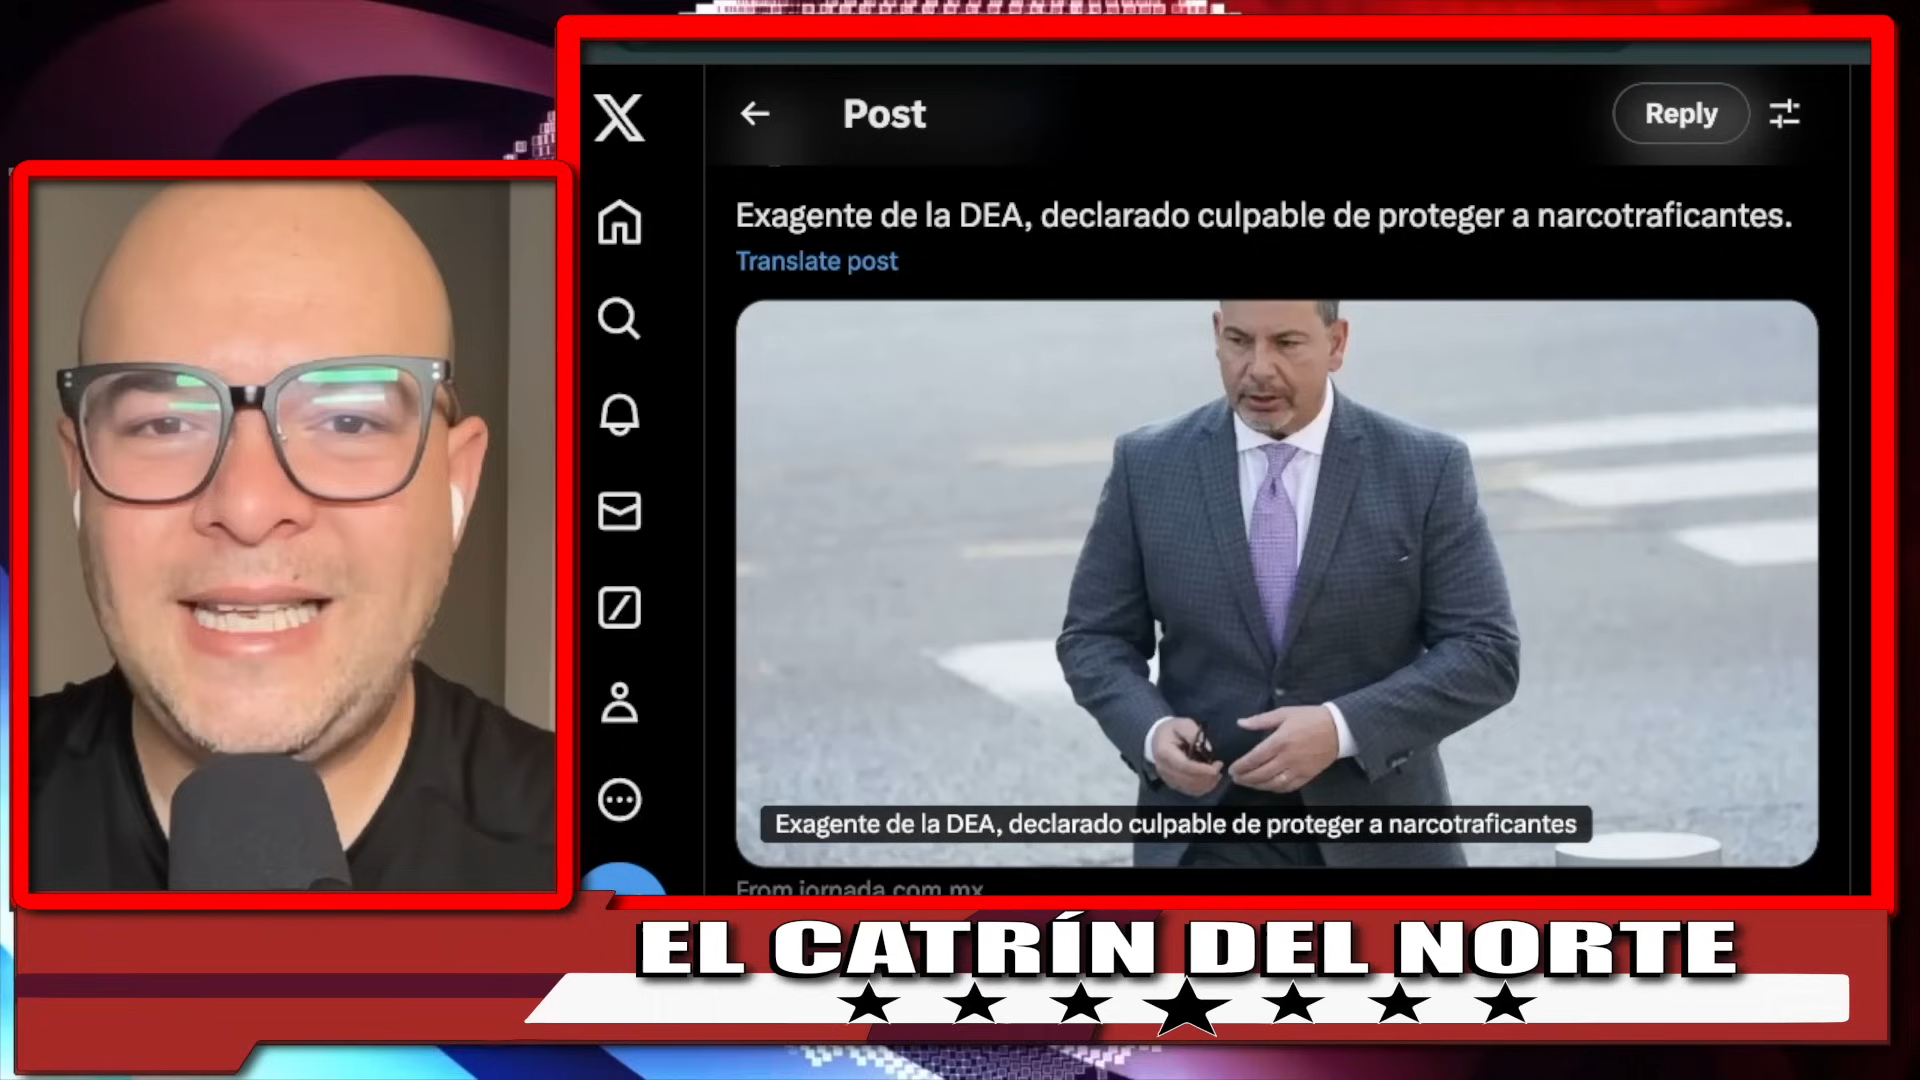 Post
Reply
Exagente de la DEA, declarado culpable de proteger a narcotraficantes.
Translate post
Exagente de la DEA, declarado culpable de proteger a narcotraficantes
From jornada.com.mx
EL CATRÍN DEL NORTE